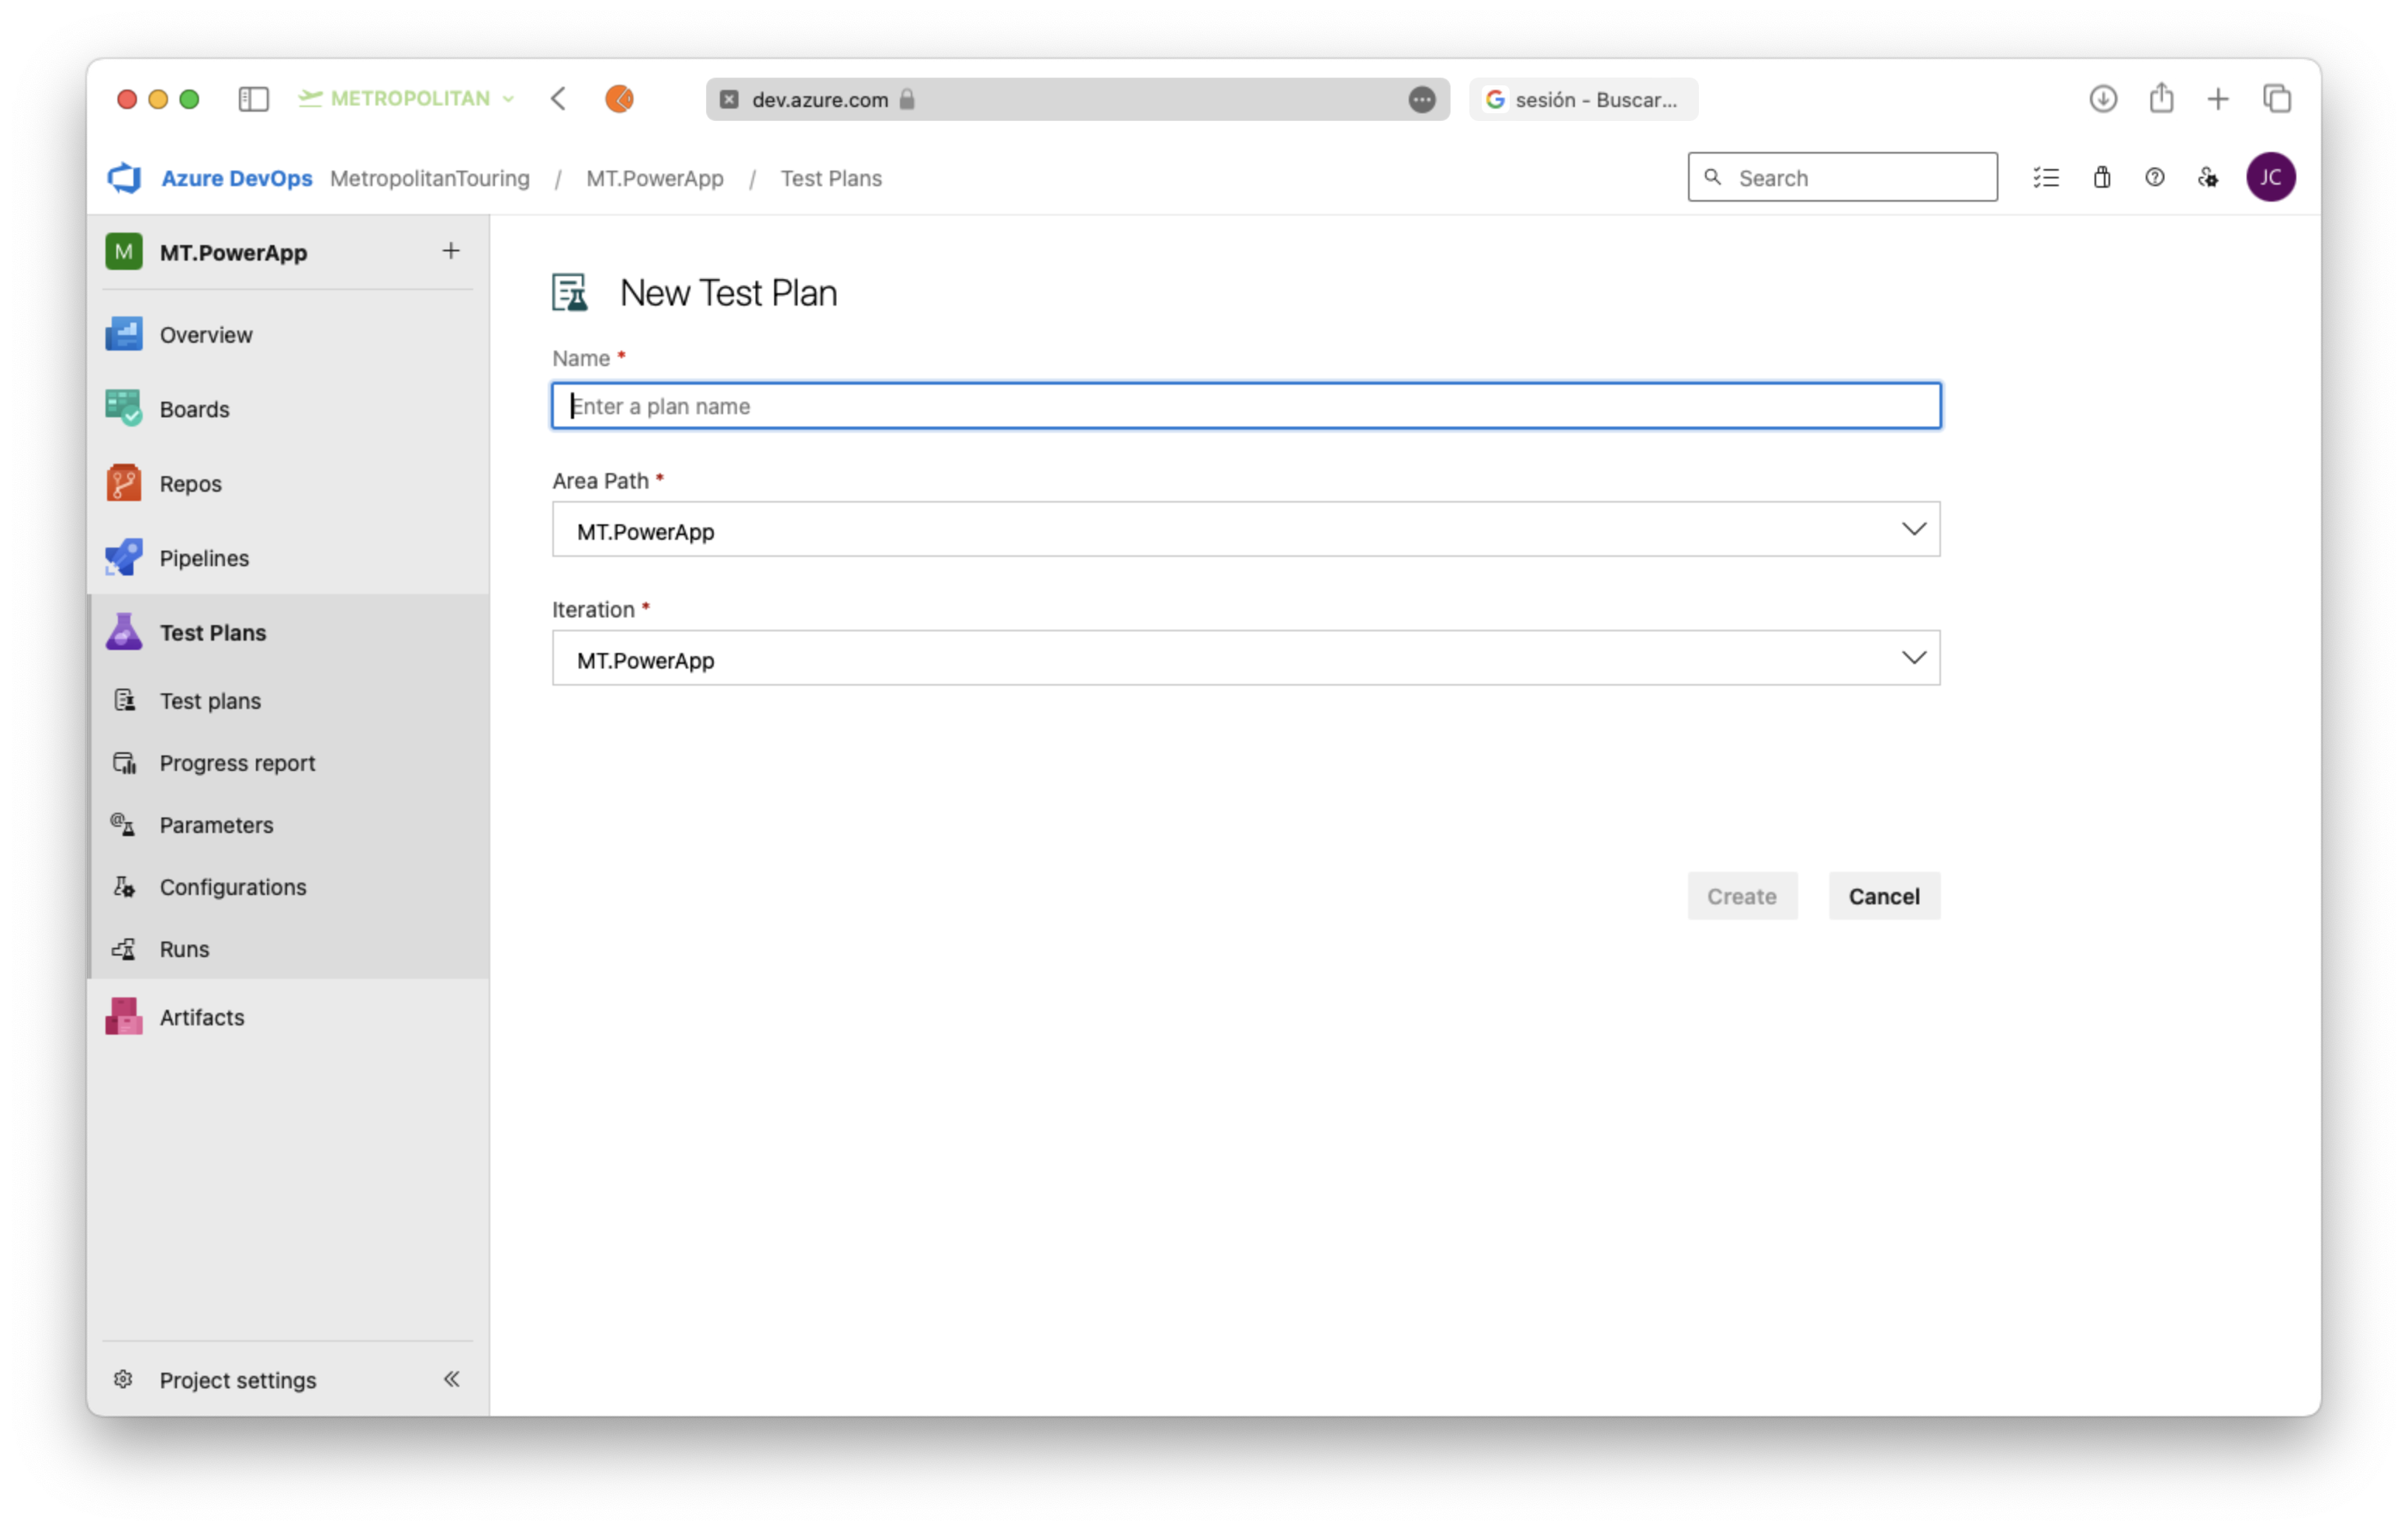 METROPOLITAN
dev.azure.com
sesión - Buscar...
Azure DevOps MetropolitanTouring / MT.PowerApp / Test Plans
Search
JC
M MT.PowerApp
Overview
Boards
Repos
Pipelines
Test Plans
Test plans
Progress report
Parameters
Configurations
Runs
Artifacts
Project settings
New Test Plan
Name *
Enter a plan name
Area Path *
MT.PowerApp
Iteration *
MT.PowerApp
Create Cancel